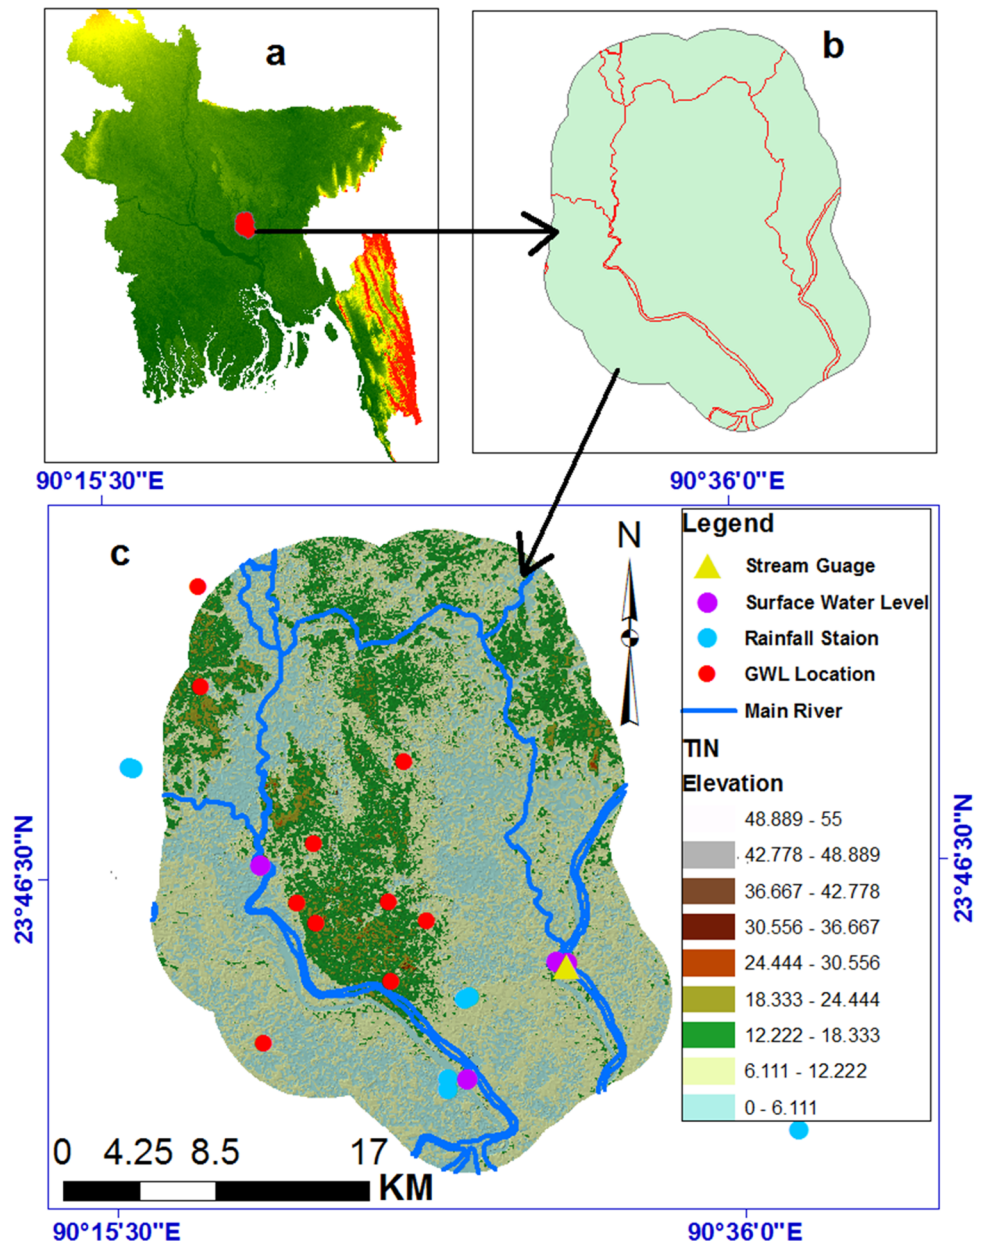 a
b
90°15'30"E
90°36'0"E
c
N
Legend
Stream Guage
Surface Water Level
Rainfall Staion
GWL Location
Main River
TIN
Elevation
48.889 - 55
42.778 - 48.889
36.667 - 42.778
30.556 - 36.667
24.444 - 30.556
18.333 - 24.444
12.222 - 18.333
6.111 - 12.222
0 - 6.111
23°46'30"N
23°46'30"N
0 4.25 8.5 17
KM
90°15'30"E
90°36'0"E